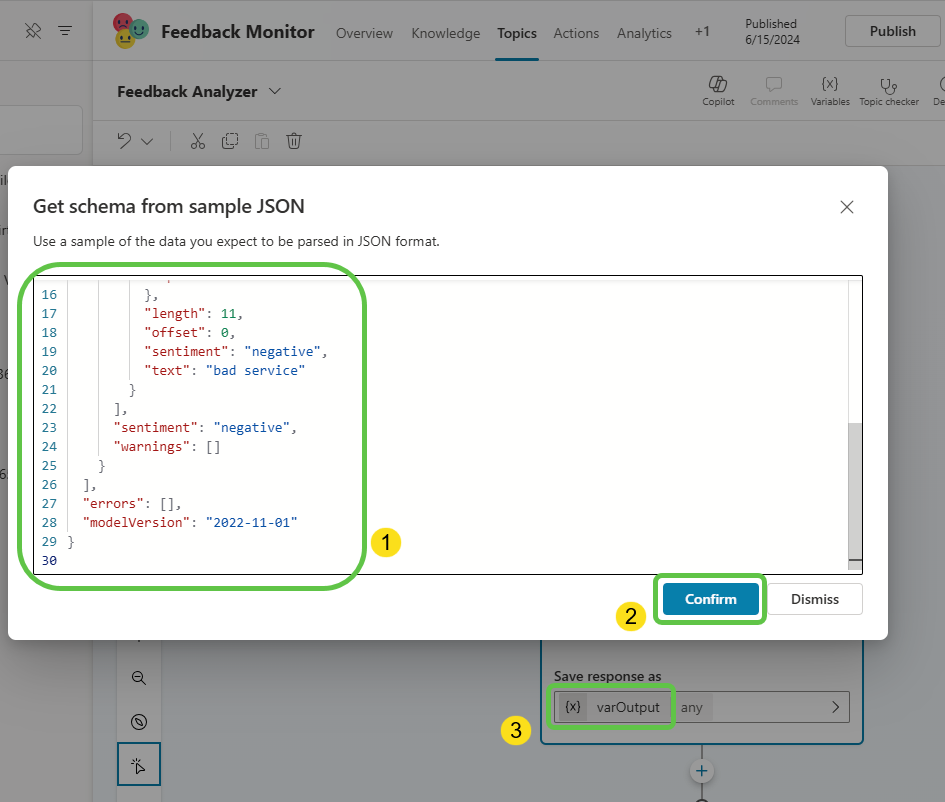 Feedback Monitor
Overview
Knowledge
Topics
Actions
Analytics
+1
Published
6/15/2024
Publish
Feedback Analyzer
Copilot
Comments
{x}
Variables
Topic checker
Get schema from sample JSON
Use a sample of the data you expect to be parsed in JSON format.
16 },
17 "length": 11,
18 "offset": 0,
19 "sentiment": "negative",
20 "text": "bad service"
21 }
22 ],
23 "sentiment": "negative",
24 "warnings": []
25 }
26 ],
27 "errors": [],
28 "modelVersion": "2022-11-01"
29 }
30
1
Confirm
Dismiss
2
Save response as
{x} varOutput any
3